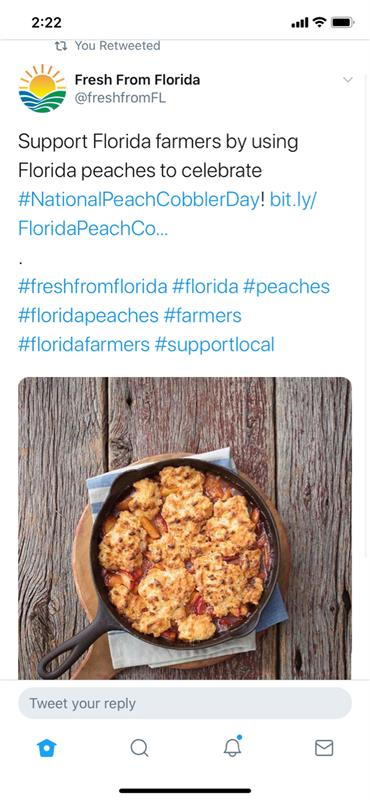 2:22
You Retweeted
Fresh From Florida
@freshfromFL
Support Florida farmers by using
Florida peaches to celebrate
#NationalPeachCobblerDay! bit.ly/
FloridaPeachCo...
.
#freshfromflorida #florida #peaches
#floridapeaches #farmers
#floridafarmers #supportlocal
Tweet your reply